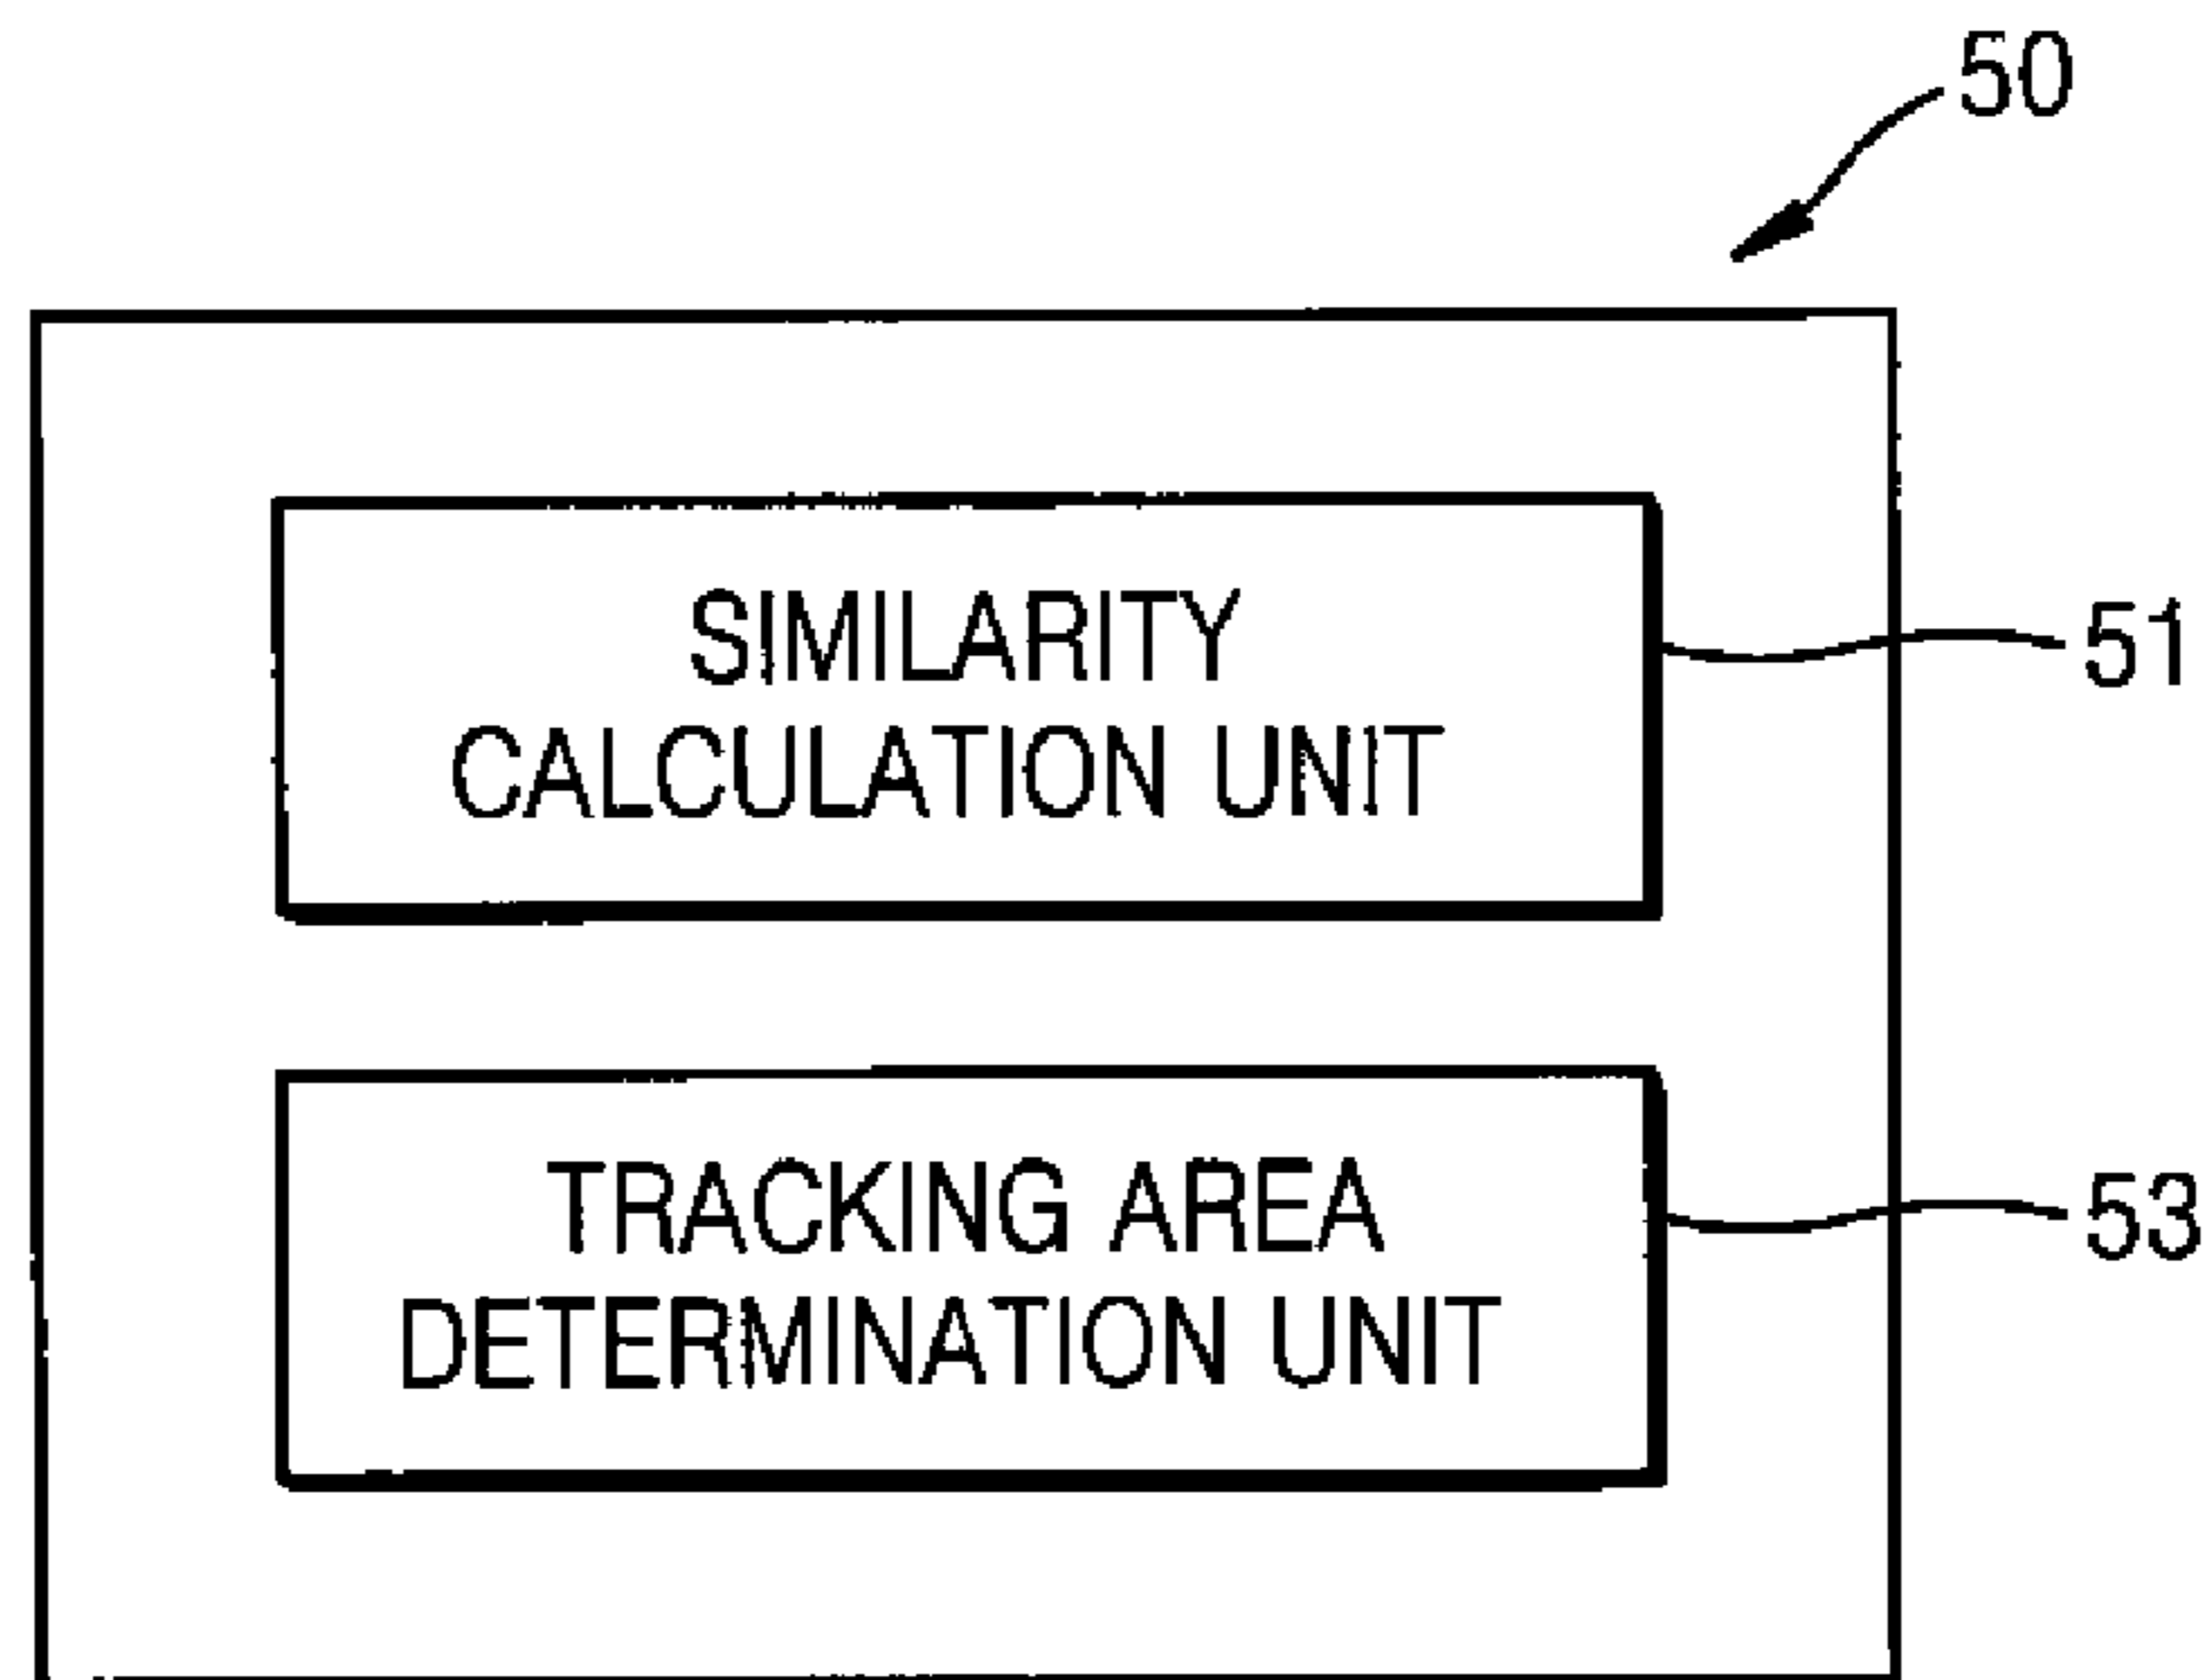 50
SIMILARITY
CALCULATION UNIT
51
TRACKING AREA
DETERMINATION UNIT
53